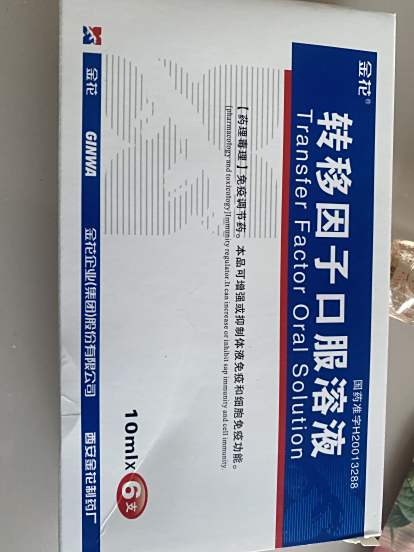 金花®
转移因子口服溶液
Transfer Factor Oral Solution
国药准字H20013288
【药理毒理】免疫调节药。本品可增强或抑制体液免疫和细胞免疫功能。
[pharmacology and toxicology]Immunity regulator.It can increase or inhibit sap immunity and cell immunity.
10ml×6支
金花 GINWA 金花企业(集团)股份有限公司 西安金花制药厂